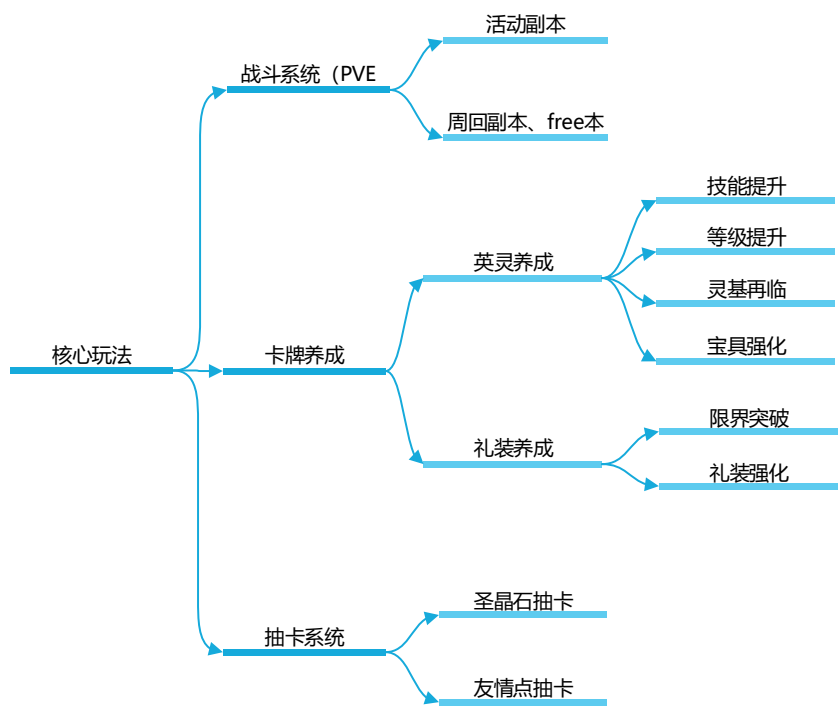 活动副本
战斗系统（PVE
周回副本、free本
技能提升
等级提升
英灵养成
灵基再临
宝具强化
核心玩法
卡牌养成
限界突破
礼装养成
礼装强化
圣晶石抽卡
抽卡系统
友情点抽卡